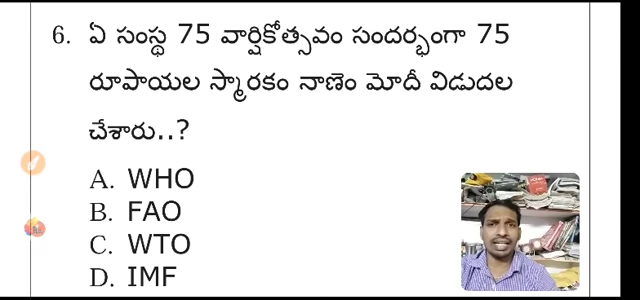 6. ఏ సంస్థ 75 వార్షికోత్సవం సందర్భంగా 75
రూపాయల స్మారకం నాణెం మోదీ విడుదల
చేశారు..?
A. WHO
B. FAO
C. WTO
D. IMF